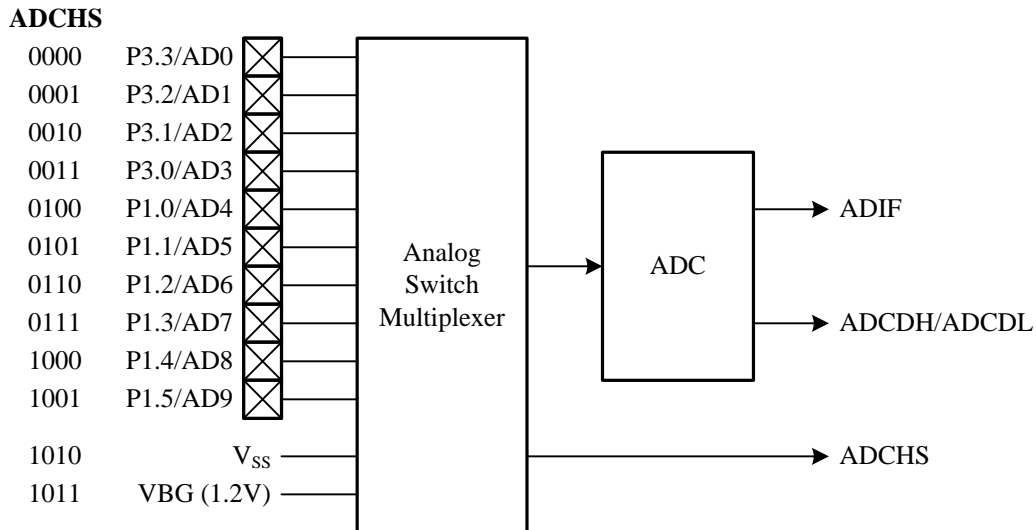 ADCHS
0000 P3.3/AD0
0001 P3.2/AD1
0010 P3.1/AD2
0011 P3.0/AD3
0100 P1.0/AD4
0101 P1.1/AD5
0110 P1.2/AD6
0111 P1.3/AD7
1000 P1.4/AD8
1001 P1.5/AD9
1010 VSS
1011 VBG (1.2V)
Analog
Switch
Multiplexer
ADC
ADIF
ADCDH/ADCDL
ADCHS